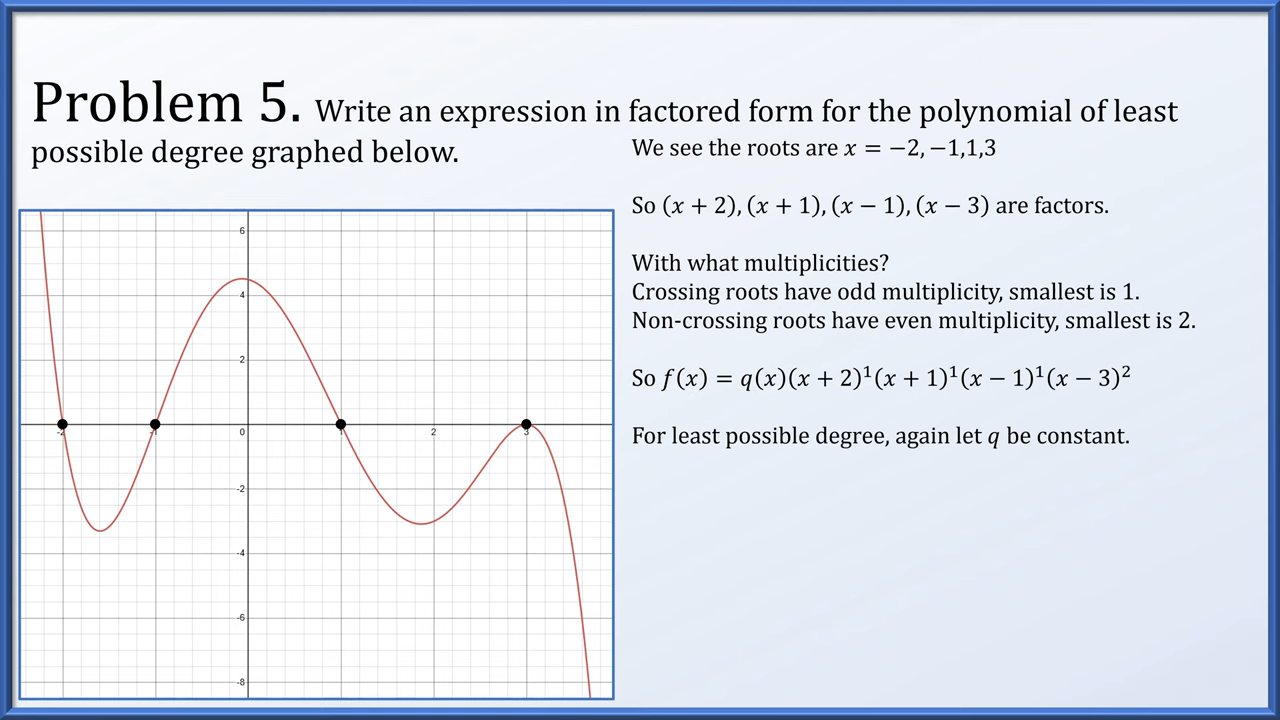 Problem 5. Write an expression in factored form for the polynomial of least
possible degree graphed below.
We see the roots are x = −2, −1,1,3
So (x + 2), (x + 1), (x − 1), (x − 3) are factors.
With what multiplicities?
Crossing roots have odd multiplicity, smallest is 1.
Non-crossing roots have even multiplicity, smallest is 2.
So f(x) = q(x)(x + 2)¹(x + 1)¹(x − 1)¹(x − 3)²
For least possible degree, again let q be constant.
6
4
2
-2
-1
0
1
2
3
-2
-4
-6
-8